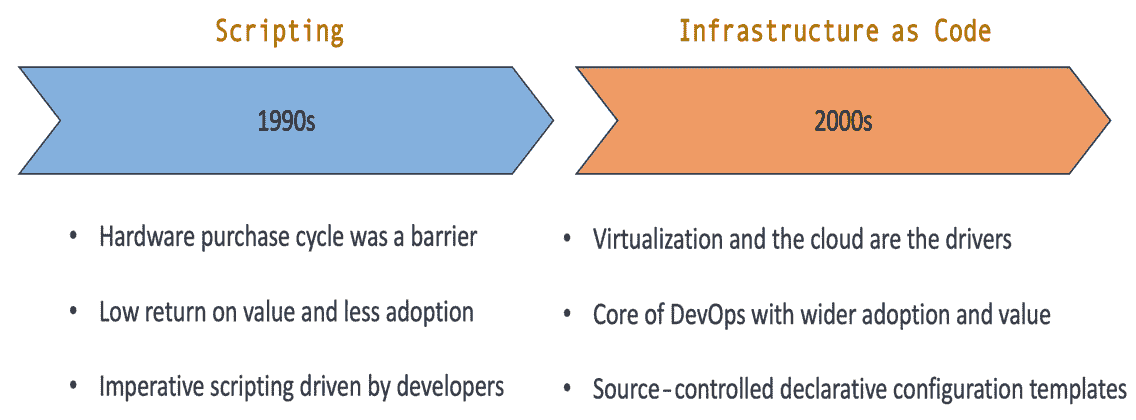 Scripting
1990s
• Hardware purchase cycle was a barrier
• Low return on value and less adoption
• Imperative scripting driven by developers
Infrastructure as Code
2000s
• Virtualization and the cloud are the drivers
• Core of DevOps with wider adoption and value
• Source-controlled declarative configuration templates